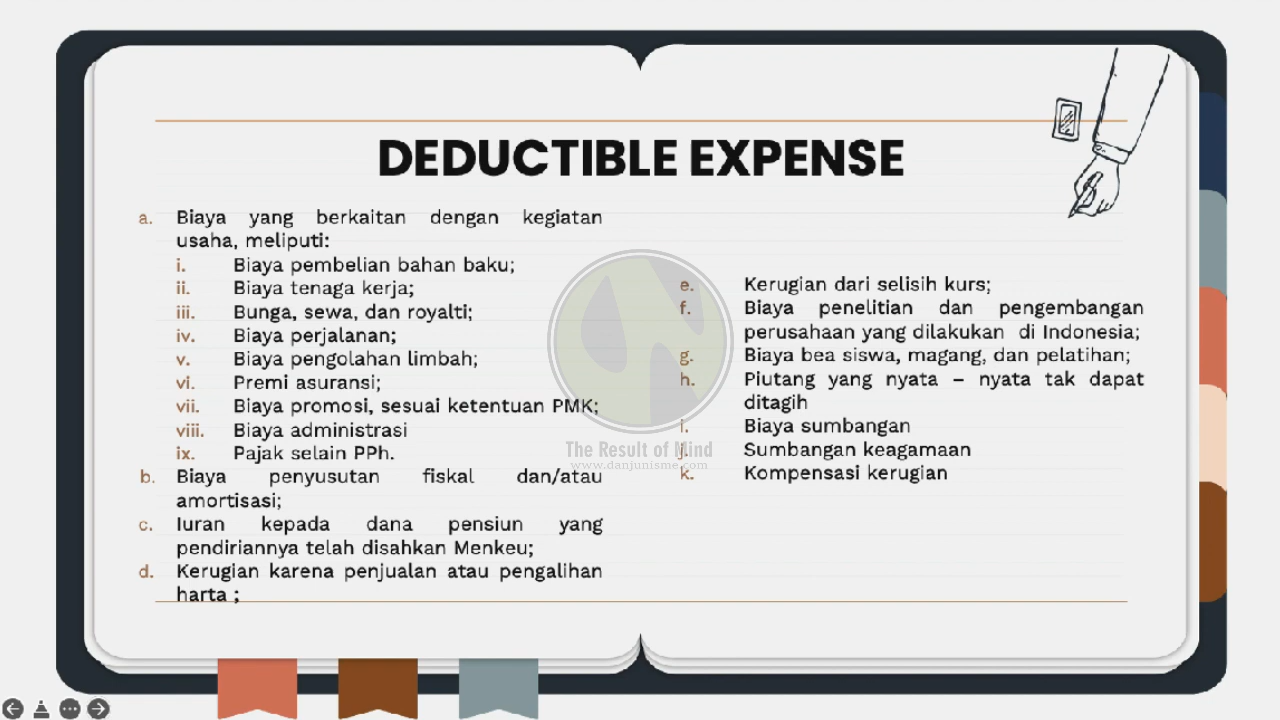 DEDUCTIBLE EXPENSE
a. Biaya yang berkaitan dengan kegiatan
usaha, meliputi:
i. Biaya pembelian bahan baku;
ii. Biaya tenaga kerja;
iii. Bunga, sewa, dan royalti;
iv. Biaya perjalanan;
v. Biaya pengolahan limbah;
vi. Premi asuransi;
vii. Biaya promosi, sesuai ketentuan PMK;
viii. Biaya administrasi
ix. Pajak selain PPh.
b. Biaya penyusutan fiskal dan/atau
amortisasi;
c. Iuran kepada dana pensiun yang
pendiriannya telah disahkan Menkeu;
d. Kerugian karena penjualan atau pengalihan
harta ;
e. Kerugian dari selisih kurs;
f. Biaya penelitian dan pengembangan
perusahaan yang dilakukan di Indonesia;
g. Biaya bea siswa, magang, dan pelatihan;
h. Piutang yang nyata – nyata tak dapat
ditagih
i. Biaya sumbangan
j. Sumbangan keagamaan
k. Kompensasi kerugian
The Result of Mind
www.danjunisme.com